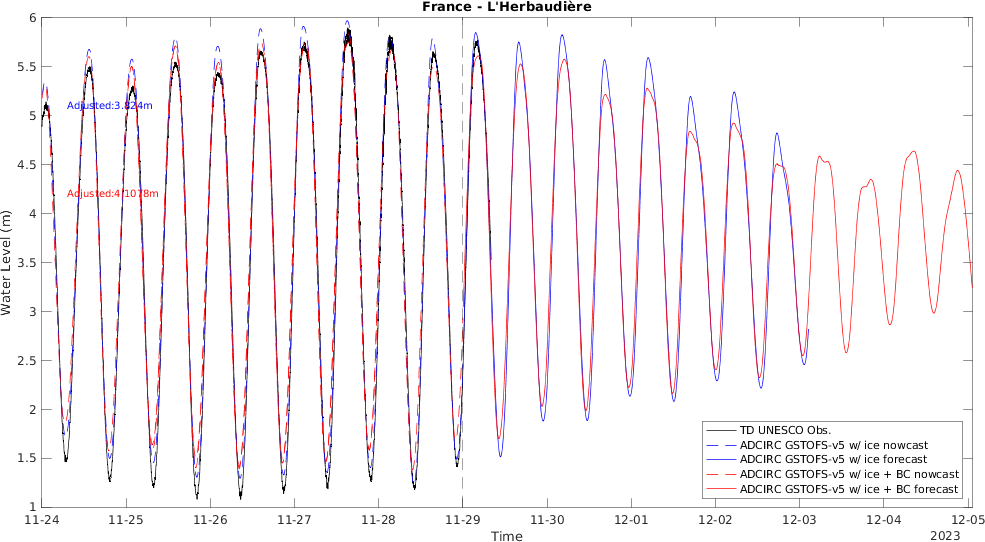 France - L'Herbaudière
Water Level (m)
6
5.5
5
4.5
4
3.5
3
2.5
2
1.5
1
Adjusted:3.824m
Adjusted:4.1078m
TD UNESCO Obs.
ADCIRC GSTOFS-v5 w/ ice nowcast
ADCIRC GSTOFS-v5 w/ ice forecast
ADCIRC GSTOFS-v5 w/ ice + BC nowcast
ADCIRC GSTOFS-v5 w/ ice + BC forecast
11-24 11-25 11-26 11-27 11-28 11-29 11-30 12-01 12-02 12-03 12-04 12-05
Time
2023